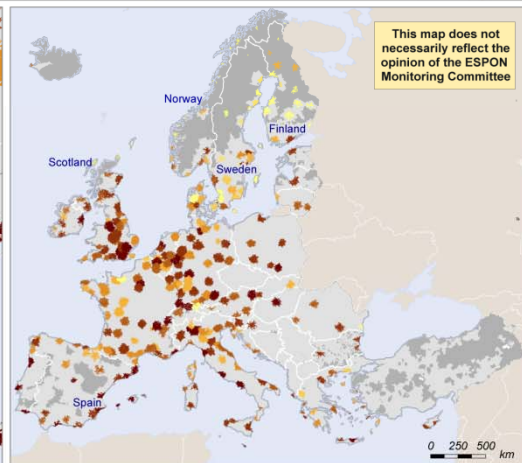 This map does not
necessarily reflect the
opinion of the ESPON
Monitoring Committee
Norway
Finland
Scotland
Sweden
Spain
0 250 500
km